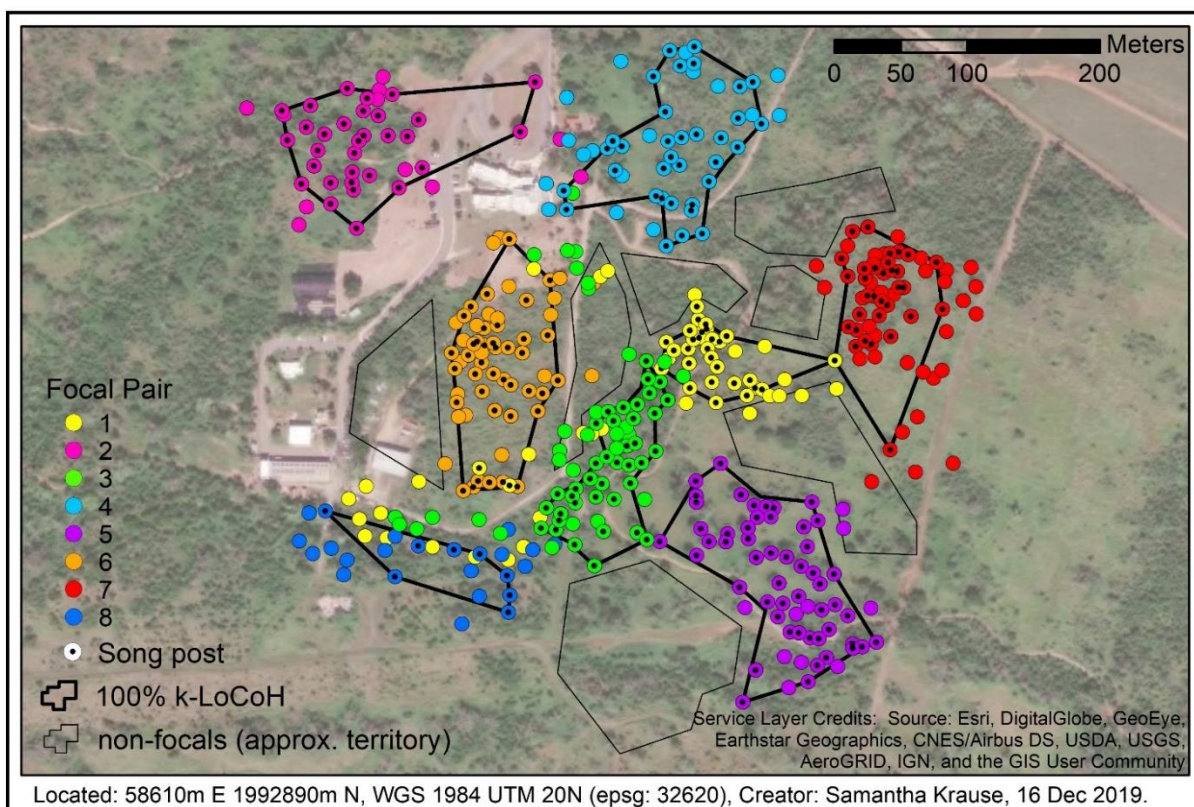 Meters
0 50 100 200
Focal Pair
1
2
3
4
5
6
7
8
Song post
100% k-LoCoH
non-focals (approx. territory)
Service Layer Credits: Source: Esri, DigitalGlobe, GeoEye,
Earthstar Geographics, CNES/Airbus DS, USDA, USGS,
AeroGRID, IGN, and the GIS User Community
Located: 58610m E 1992890m N, WGS 1984 UTM 20N (epsg: 32620), Creator: Samantha Krause, 16 Dec 2019.